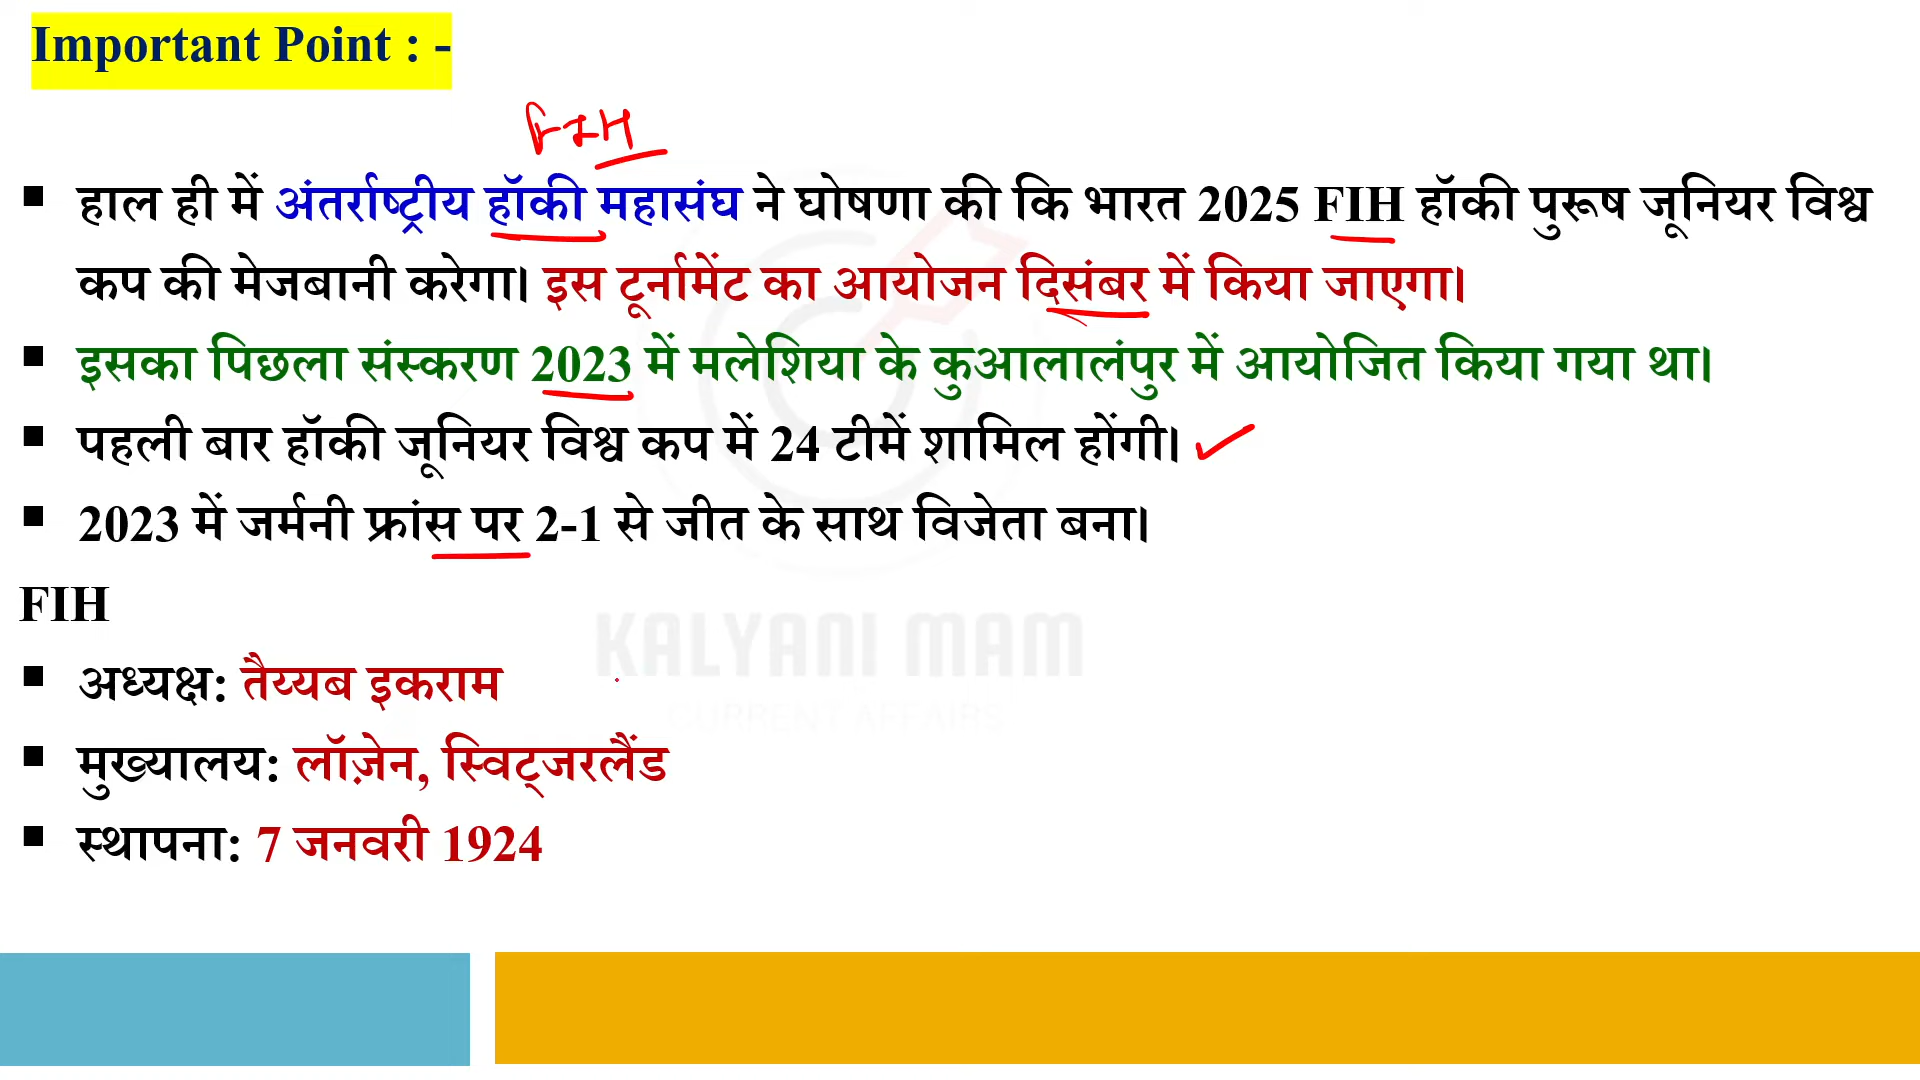 Important Point : -
FIH
▪ हाल ही में अंतर्राष्ट्रीय हॉकी महासंघ ने घोषणा की कि भारत 2025 FIH हॉकी पुरूष जूनियर विश्व
कप की मेजबानी करेगा। इस टूर्नामेंट का आयोजन दिसंबर में किया जाएगा।
▪ इसका पिछला संस्करण 2023 में मलेशिया के कुआलालंपुर में आयोजित किया गया था।
▪ पहली बार हॉकी जूनियर विश्व कप में 24 टीमें शामिल होंगी।
▪ 2023 में जर्मनी फ्रांस पर 2-1 से जीत के साथ विजेता बना।
FIH
KALYANI MAM
▪ अध्यक्ष: तैय्यब इकराम
CURRENT AFFAIRS
▪ मुख्यालय: लॉज़ेन, स्विट्जरलैंड
▪ स्थापना: 7 जनवरी 1924